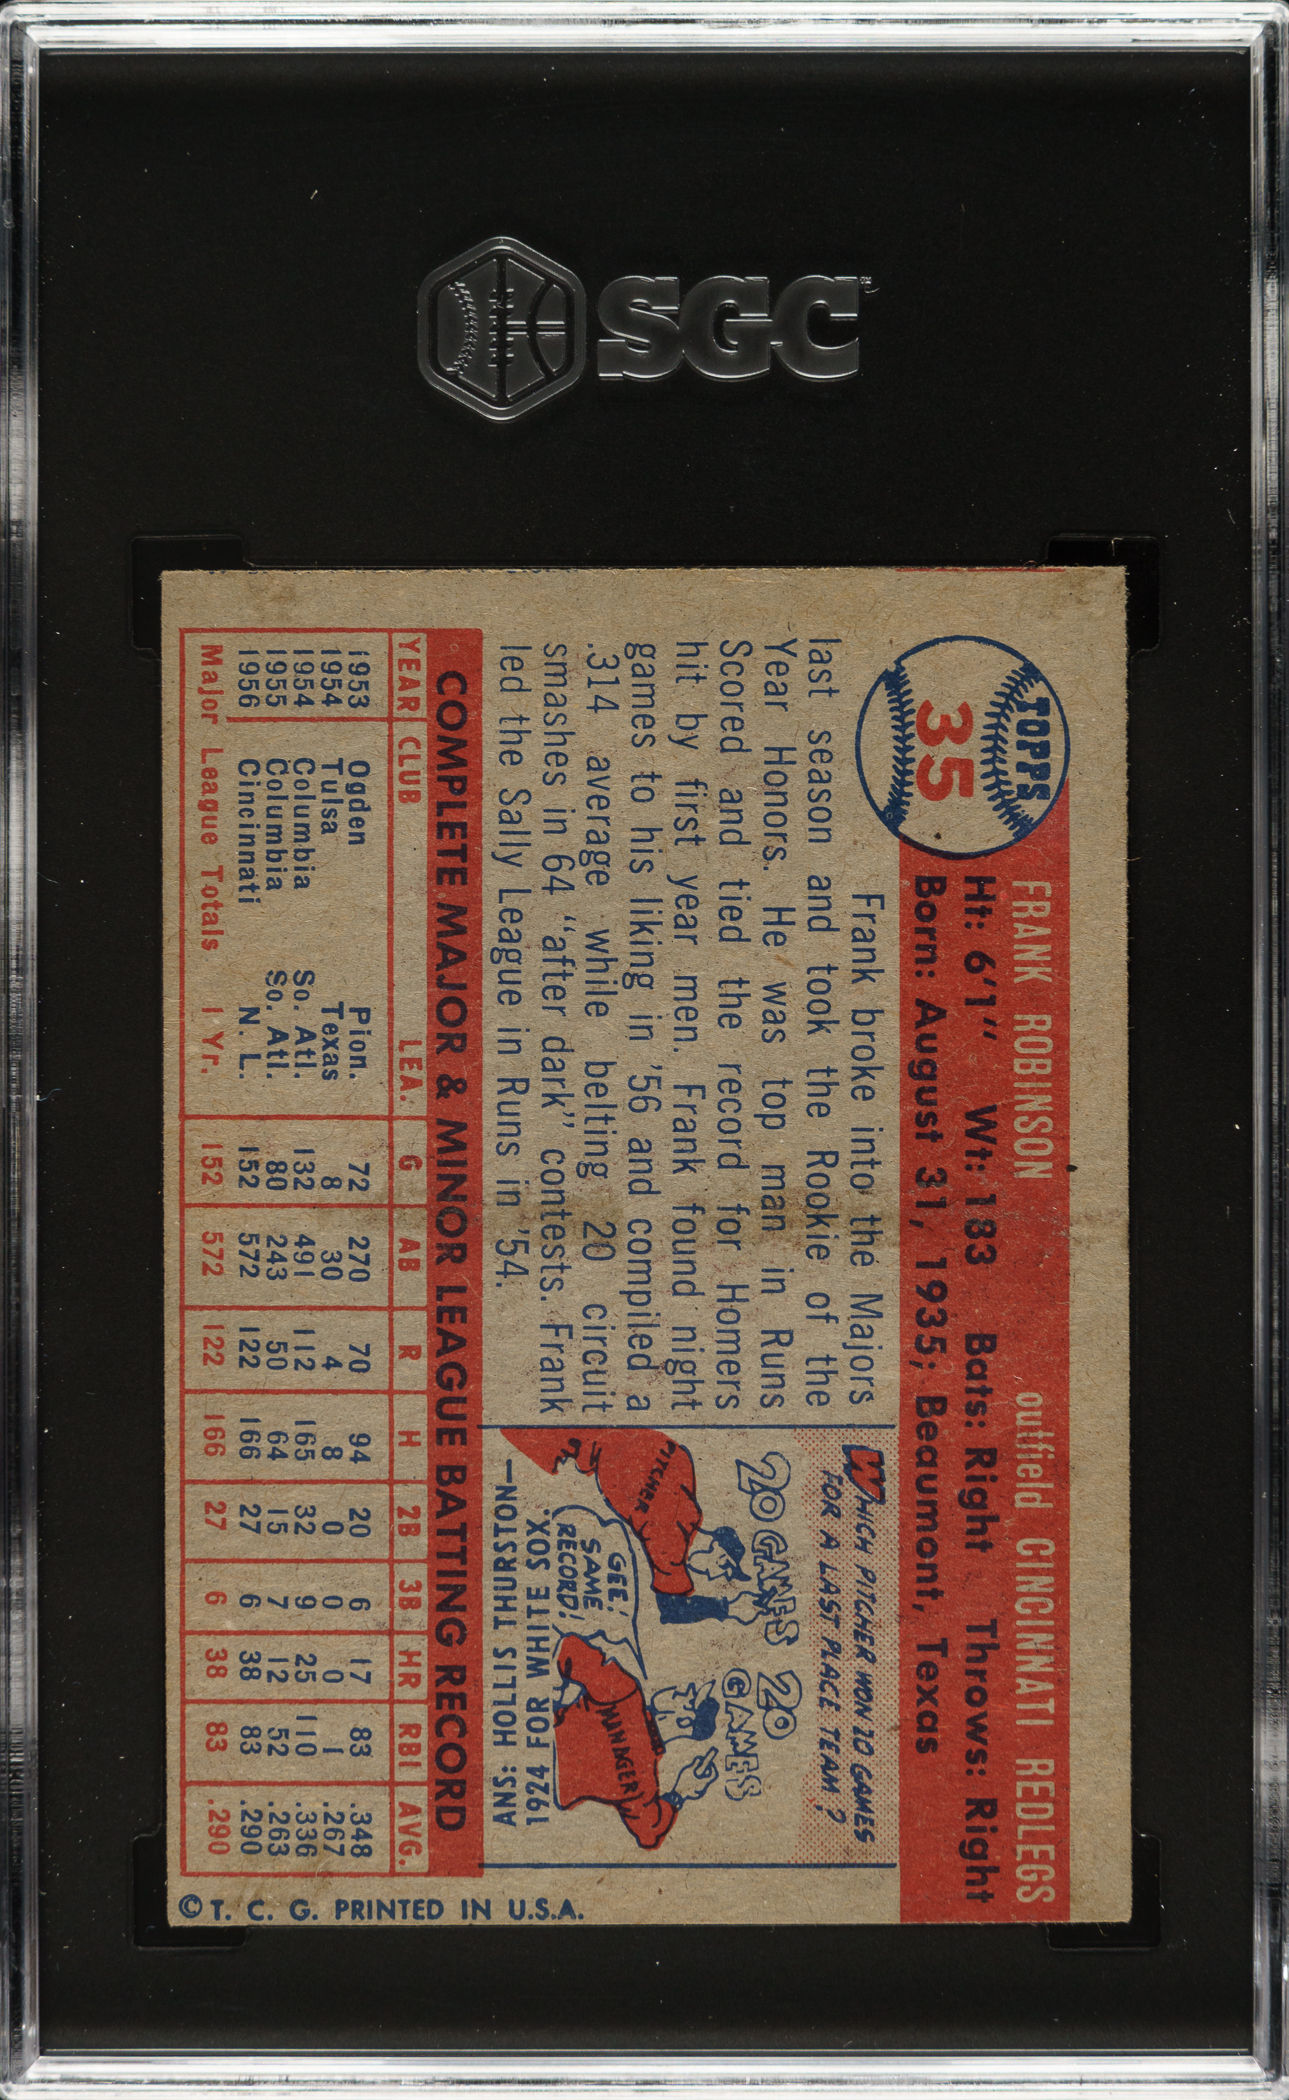 SGC
TOPPS
35
FRANK ROBINSON outfield CINCINNATI REDLEGS
Ht: 6'1" Wt: 183 Bats: Right Throws: Right
Born: August 31, 1935; Beaumont, Texas
Frank broke into the Majors
last season and took the Rookie of the
Year Honors. He was top man in Runs
Scored and tied the record for Homers
hit by first year men. Frank found night
games to his liking in '56 and compiled a
.314 average while belting 20 circuit
smashes in 64 "after dark" contests. Frank
led the Sally League in Runs in '54.
WHICH PITCHER WON 20 GAMES
FOR A LAST PLACE TEAM?
20 GAMES
20 GAMES
PITCHER
GEE!
SAME
RECORD!
MANAGER
ANS: HOLLIS THURSTON—
1924 FOR WHITE SOX.
COMPLETE MAJOR & MINOR LEAGUE BATTING RECORD
YEAR CLUB LEA. G AB R H 2B 3B HR RBI AVG.
1953 Ogden Pion. 72 270 70 94 20 6 17 83 .348
1954 Tulsa Texas 8 30 4 8 0 0 0 1 .267
1954 Columbia So. Atl. 132 491 112 165 32 9 25 110 .336
1955 Columbia So. Atl. 80 243 50 64 15 7 12 52 .263
1956 Cincinnati N. L. 152 572 122 166 27 6 38 83 .290
Major League Totals 1 Yr. 152 572 122 166 27 6 38 83 .290
© T. C. G. PRINTED IN U.S.A.